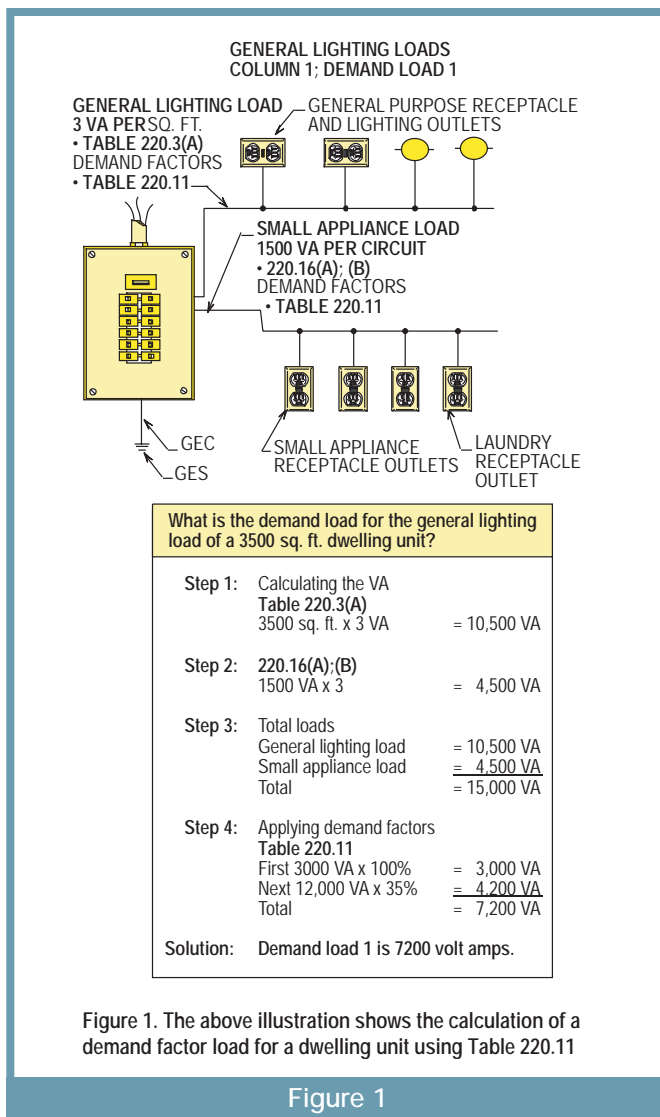 GENERAL LIGHTING LOADS
COLUMN 1; DEMAND LOAD 1
GENERAL LIGHTING LOAD
3 VA PER SQ. FT.
• TABLE 220.3(A)
DEMAND FACTORS
• TABLE 220.11
GENERAL PURPOSE RECEPTACLE
AND LIGHTING OUTLETS
SMALL APPLIANCE LOAD
1500 VA PER CIRCUIT
• 220.16(A); (B)
DEMAND FACTORS
• TABLE 220.11
GEC
GES
SMALL APPLIANCE
RECEPTACLE OUTLETS
LAUNDRY
RECEPTACLE
OUTLET
What is the demand load for the general lighting
load of a 3500 sq. ft. dwelling unit?
Step 1: Calculating the VA
Table 220.3(A)
3500 sq. ft. x 3 VA = 10,500 VA
Step 2: 220.16(A);(B)
1500 VA x 3 = 4,500 VA
Step 3: Total loads
General lighting load = 10,500 VA
Small appliance load = 4,500 VA
Total = 15,000 VA
Step 4: Applying demand factors
Table 220.11
First 3000 VA x 100% = 3,000 VA
Next 12,000 VA x 35% = 4,200 VA
Total = 7,200 VA
Solution: Demand load 1 is 7200 volt amps.
Figure 1. The above illustration shows the calculation of a
demand factor load for a dwelling unit using Table 220.11
Figure 1